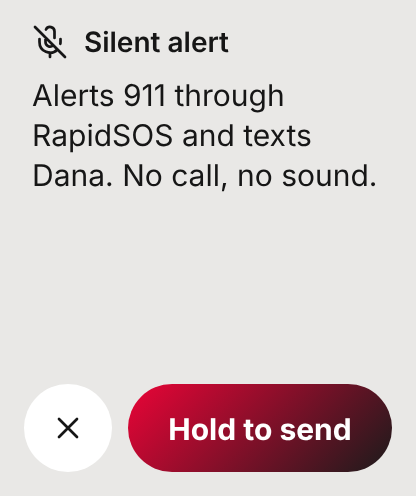 Silent alert
Alerts 911 through
RapidSOS and texts
Dana. No call, no sound.
Hold to send